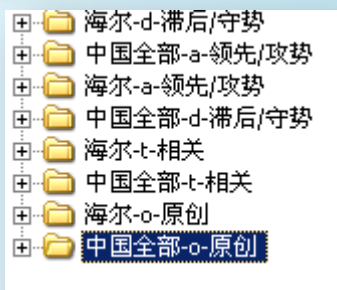 海尔-d-滞后/守势
中国全部-a-领先/攻势
海尔-a-领先/攻势
中国全部-d-滞后/守势
海尔-t-相关
中国全部-t-相关
海尔-o-原创
中国全部-o-原创